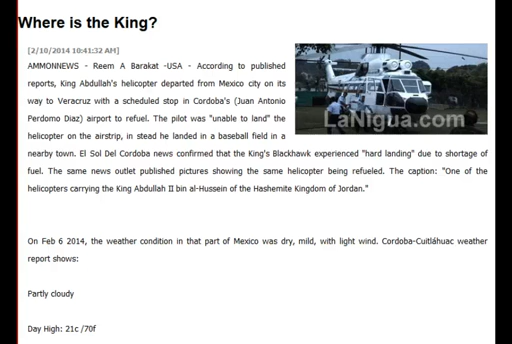 Where is the King?
[2/10/2014 10:41:32 AM]
AMMONNEWS - Reem A Barakat -USA - According to published
reports, King Abdullah's helicopter departed from Mexico city on its
way to Veracruz with a scheduled stop in Cordoba's (Juan Antonio
Perdomo Diaz) airport to refuel. The pilot was "unable to land" the
helicopter on the airstrip, in stead he landed in a baseball field in a
nearby town. El Sol Del Cordoba news confirmed that the King's Blackhawk experienced "hard landing" due to shortage of
fuel. The same news outlet published pictures showing the same helicopter being refueled. The caption: "One of the
helicopters carrying the King Abdullah II bin al-Hussein of the Hashemite Kingdom of Jordan."
LaNigua.com
On Feb 6 2014, the weather condition in that part of Mexico was dry, mild, with light wind. Cordoba-Cuitláhuac weather
report shows:
Partly cloudy
Day High: 21c /70f